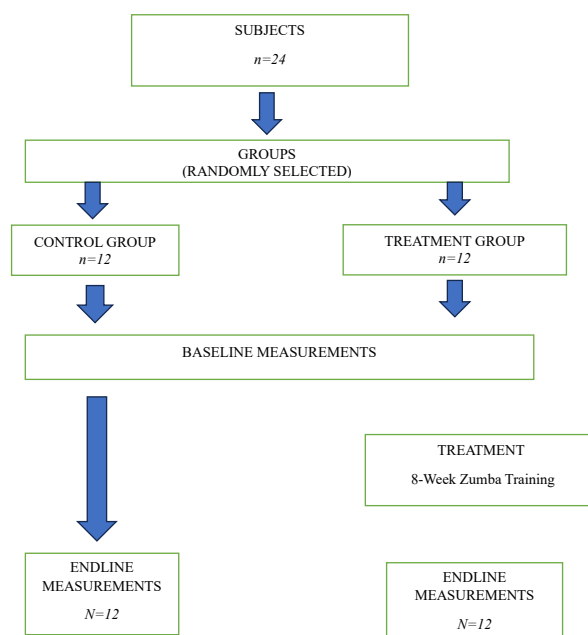 SUBJECTS
n=24
GROUPS
(RANDOMLY SELECTED)
CONTROL GROUP
n=12
TREATMENT GROUP
n=12
BASELINE MEASUREMENTS
TREATMENT
8-Week Zumba Training
ENDLINE
MEASUREMENTS
N=12
ENDLINE
MEASUREMENTS
N=12